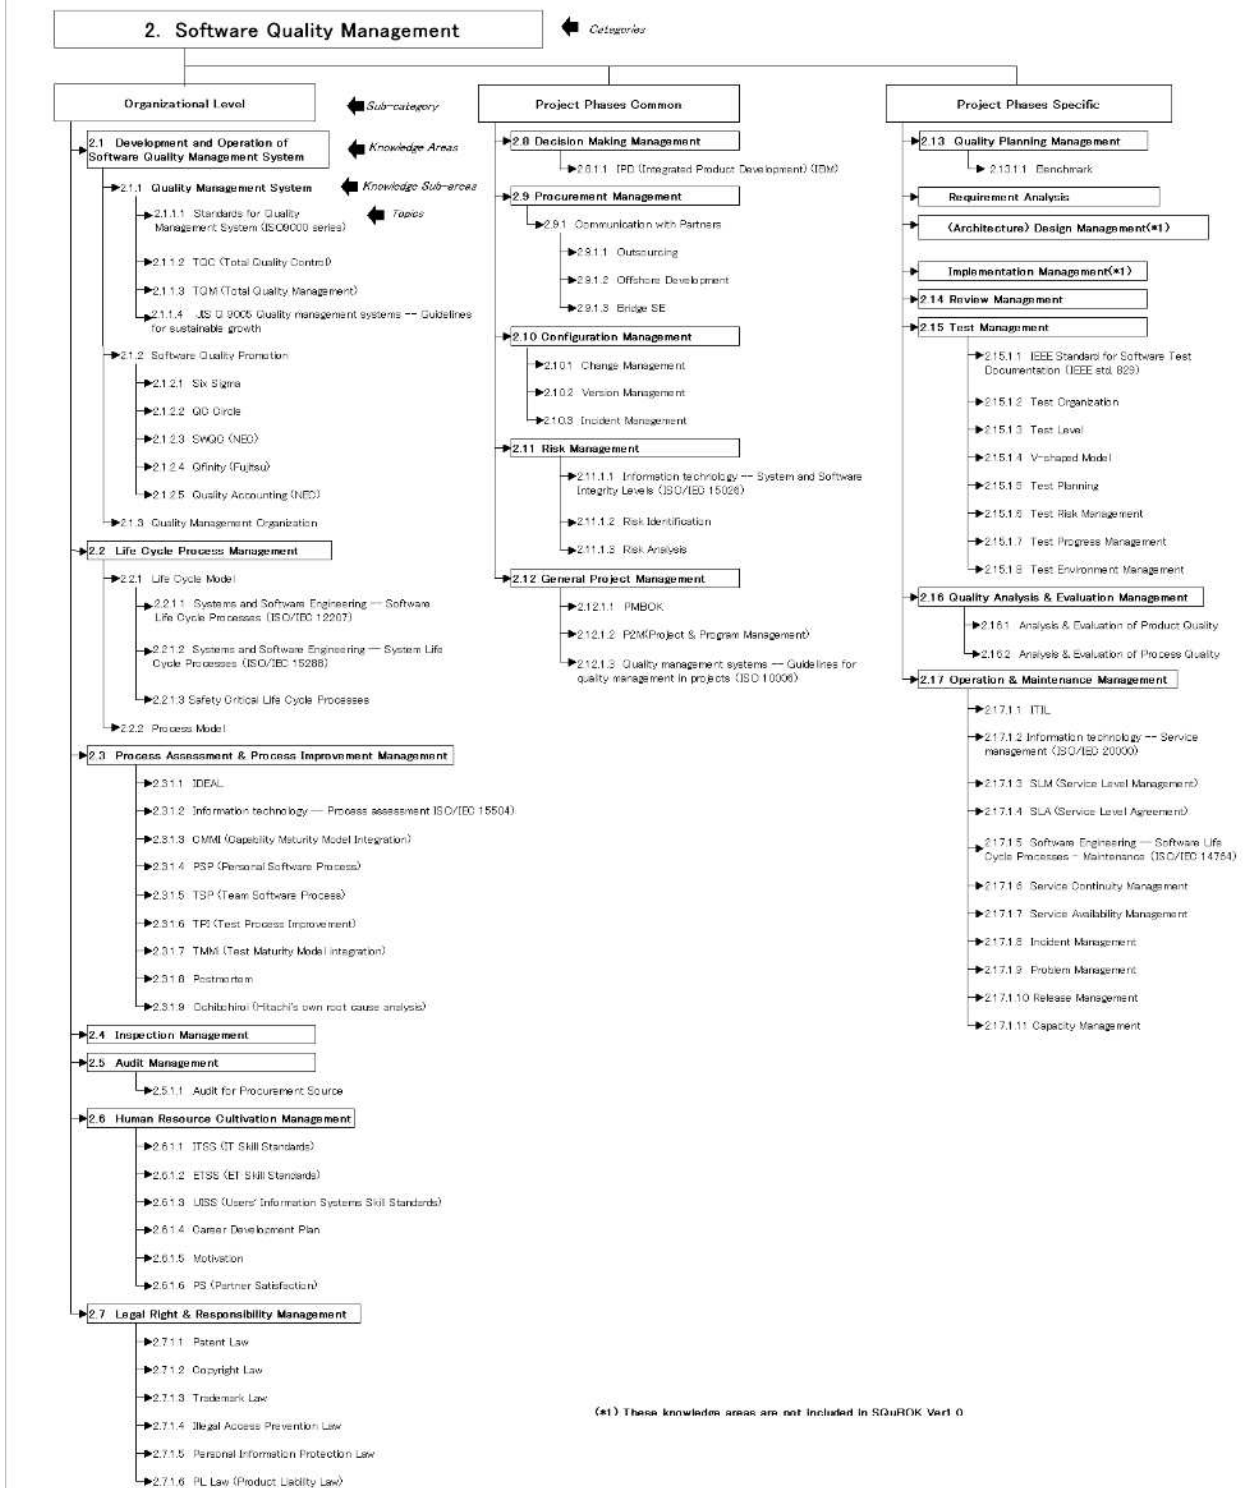 2. Software Quality Management
Categories
Organizational Level
Sub-category
2.1 Development and Operation of
Software Quality Management System
Knowledge Areas
2.1.1 Quality Management System
Knowledge Sub-areas
2.1.1.1 Standards for Quality
Management System (ISO9000 series)
Topics
2.1.1.2 TQC (Total Quality Control)
2.1.1.3 TQM (Total Quality Management)
2.1.1.4 JIS Q 9005 Quality management systems -- Guidelines
for sustainable growth
2.1.2 Software Quality Promotion
2.1.2.1 Six Sigma
2.1.2.2 QC Circle
2.1.2.3 SWQC (NEC)
2.1.2.4 Qfinity (Fujitsu)
2.1.2.5 Quality Accounting (NEC)
2.1.3 Quality Management Organization
2.2 Life Cycle Process Management
2.2.1 Life Cycle Model
2.2.1.1 Systems and Software Engineering -- Software
Life Cycle Processes (ISO/IEC 12207)
2.2.1.2 Systems and Software Engineering -- System Life
Cycle Processes (ISO/IEC 15288)
2.2.1.3 Safety Critical Life Cycle Processes
2.2.2 Process Model
2.3 Process Assessment & Process Improvement Management
2.3.1.1 IDEAL
2.3.1.2 Information technology -- Process assessment ISO/IEC 15504)
2.3.1.3 CMMI (Capability Maturity Model Integration)
2.3.1.4 PSP (Personal Software Process)
2.3.1.5 TSP (Team Software Process)
2.3.1.6 TPI (Test Process Improvement)
2.3.1.7 TMMi (Test Maturity Model integration)
2.3.1.8 Postmortem
2.3.1.9 Ochibohiroi (Hitachi's own root cause analysis)
2.4 Inspection Management
2.5 Audit Management
2.5.1.1 Audit for Procurement Source
2.6 Human Resource Cultivation Management
2.6.1.1 ITSS (IT Skill Standards)
2.6.1.2 ETSS (ET Skill Standards)
2.6.1.3 UISS (Users' Information Systems Skill Standards)
2.6.1.4 Career Development Plan
2.6.1.5 Motivation
2.6.1.6 PS (Partner Satisfaction)
2.7 Legal Right & Responsibility Management
2.7.1.1 Patent Law
2.7.1.2 Copyright Law
2.7.1.3 Trademark Law
2.7.1.4 Illegal Access Prevention Law
2.7.1.5 Personal Information Protection Law
2.7.1.6 PL Law (Product Liability Law)
Project Phases Common
2.8 Decision Making Management
2.8.1.1 IPD (Integrated Product Development) (IBM)
2.9 Procurement Management
2.9.1 Communication with Partners
2.9.1.1 Outsourcing
2.9.1.2 Offshore Development
2.9.1.3 Bridge SE
2.10 Configuration Management
2.10.1 Change Management
2.10.2 Version Management
2.10.3 Incident Management
2.11 Risk Management
2.11.1.1 Information technology -- System and Software
Integrity Levels (ISO/IEC 15026)
2.11.1.2 Risk Identification
2.11.1.3 Risk Analysis
2.12 General Project Management
2.12.1.1 PMBOK
2.12.1.2 P2M(Project & Program Management)
2.12.1.3 Quality management systems -- Guidelines for
quality management in projects (ISO 10006)
Project Phases Specific
2.13 Quality Planning Management
2.13.1.1 Benchmark
Requirement Analysis
(Architecture) Design Management(*1)
Implementation Management(*1)
2.14 Review Management
2.15 Test Management
2.15.1.1 IEEE Standard for Software Test
Documentation (IEEE std. 829)
2.15.1.2 Test Organization
2.15.1.3 Test Level
2.15.1.4 V-shaped Model
2.15.1.5 Test Planning
2.15.1.6 Test Risk Management
2.15.1.7 Test Progress Management
2.15.1.8 Test Environment Management
2.16 Quality Analysis & Evaluation Management
2.16.1 Analysis & Evaluation of Product Quality
2.16.2 Analysis & Evaluation of Process Quality
2.17 Operation & Maintenance Management
2.17.1.1 ITIL
2.17.1.2 Information technology -- Service
management (ISO/IEC 20000)
2.17.1.3 SLM (Service Level Management)
2.17.1.4 SLA (Service Level Agreement)
2.17.1.5 Software Engineering -- Software Life
Cycle Processes - Maintenance (ISO/IEC 14764)
2.17.1.6 Service Continuity Management
2.17.1.7 Service Availability Management
2.17.1.8 Incident Management
2.17.1.9 Problem Management
2.17.1.10 Release Management
2.17.1.11 Capacity Management
(*1) These knowledge areas are not included in SQuBOK Ver1.0